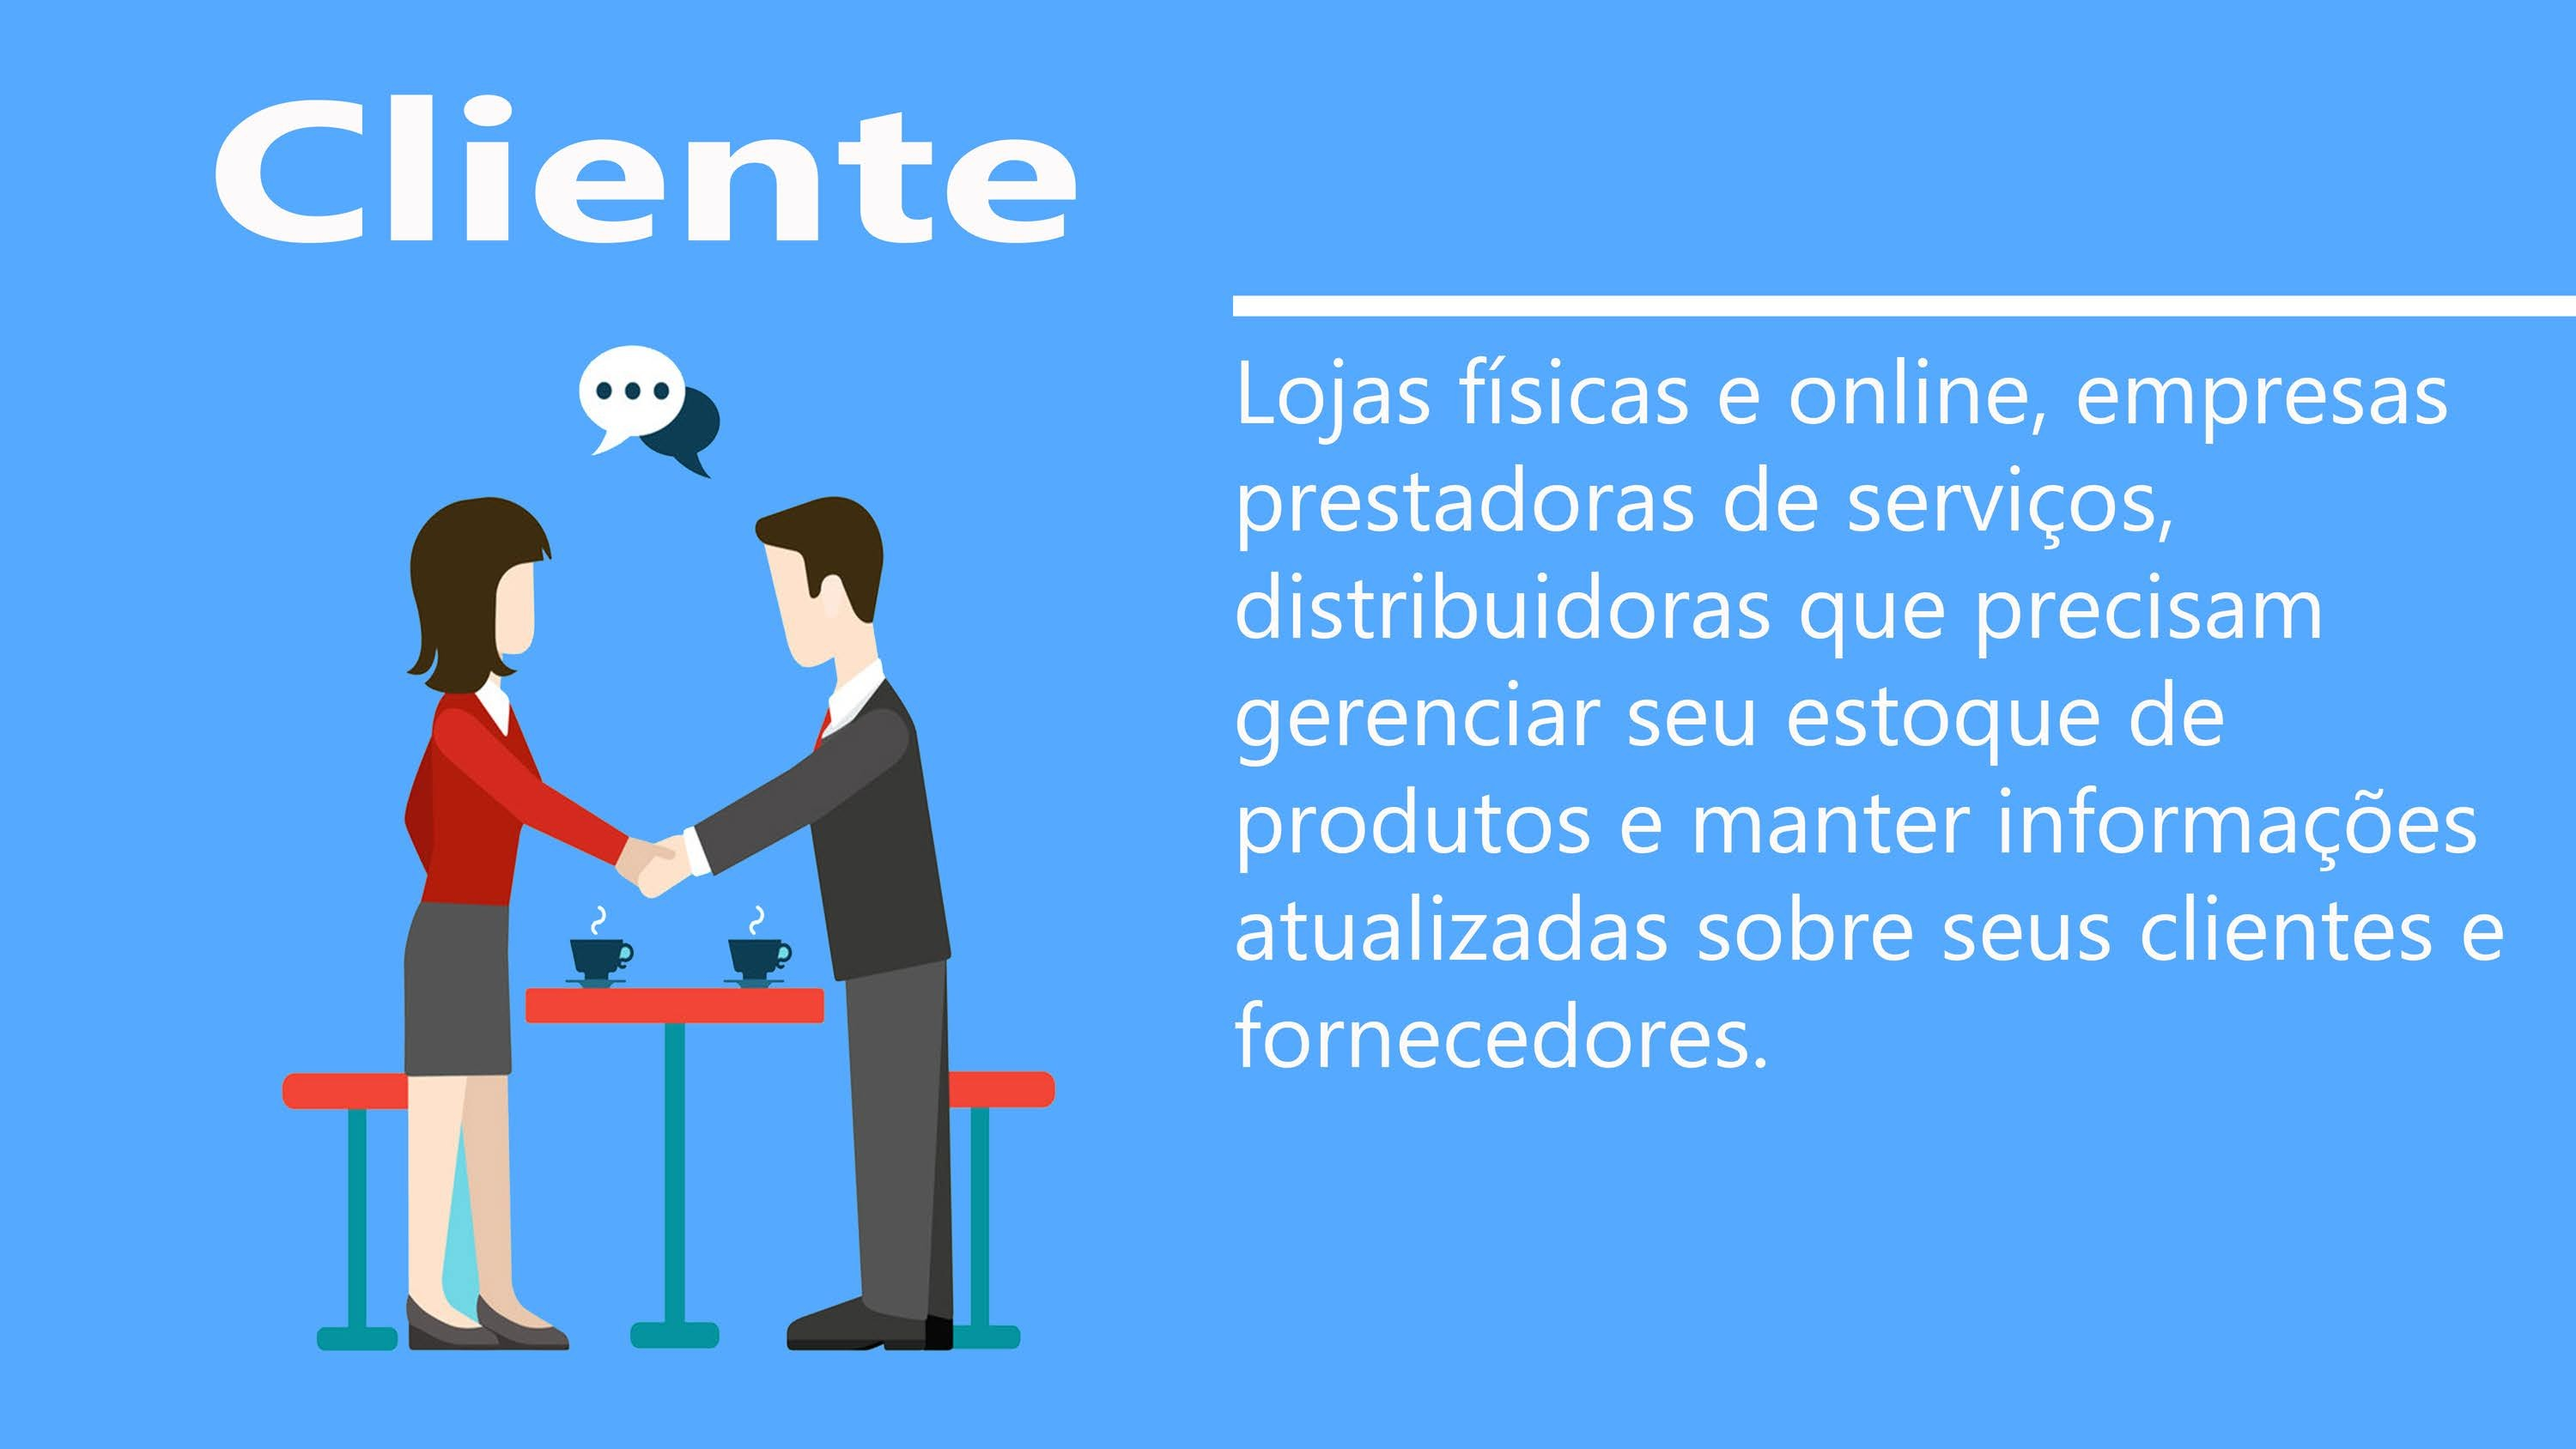 Cliente
Lojas físicas e online, empresas
prestadoras de serviços,
distribuidoras que precisam
gerenciar seu estoque de
produtos e manter informações
atualizadas sobre seus clientes e
fornecedores.